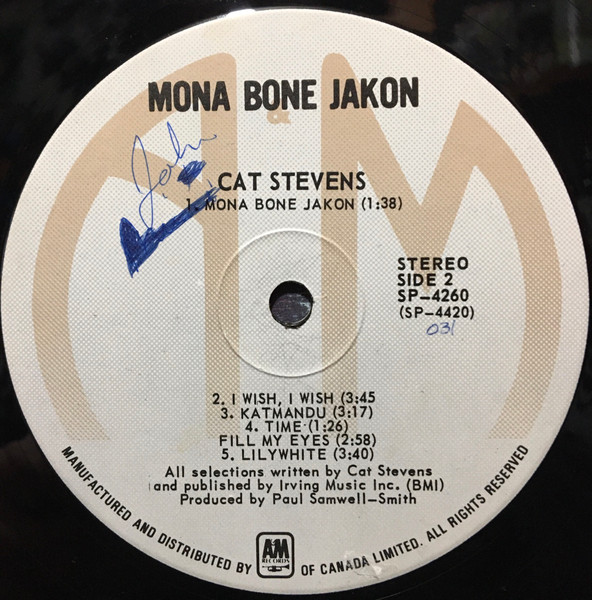 MONA BONE JAKON
&
John
CAT STEVENS
1. MONA BONE JAKON (1:38)
STEREO
SIDE 2
SP-4260
(SP-4420)
031
2. I WISH, I WISH (3:45
3. KATMANDU (3:17)
4. TIME (1:26)
FILL MY EYES (2:58)
5. LILYWHITE (3:40)
All selections written by Cat Stevens
and published by Irving Music Inc. (BMI)
Produced by Paul Samwell-Smith
MANUFACTURED AND DISTRIBUTED BY A&M RECORDS OF CANADA LIMITED. ALL RIGHTS RESERVED